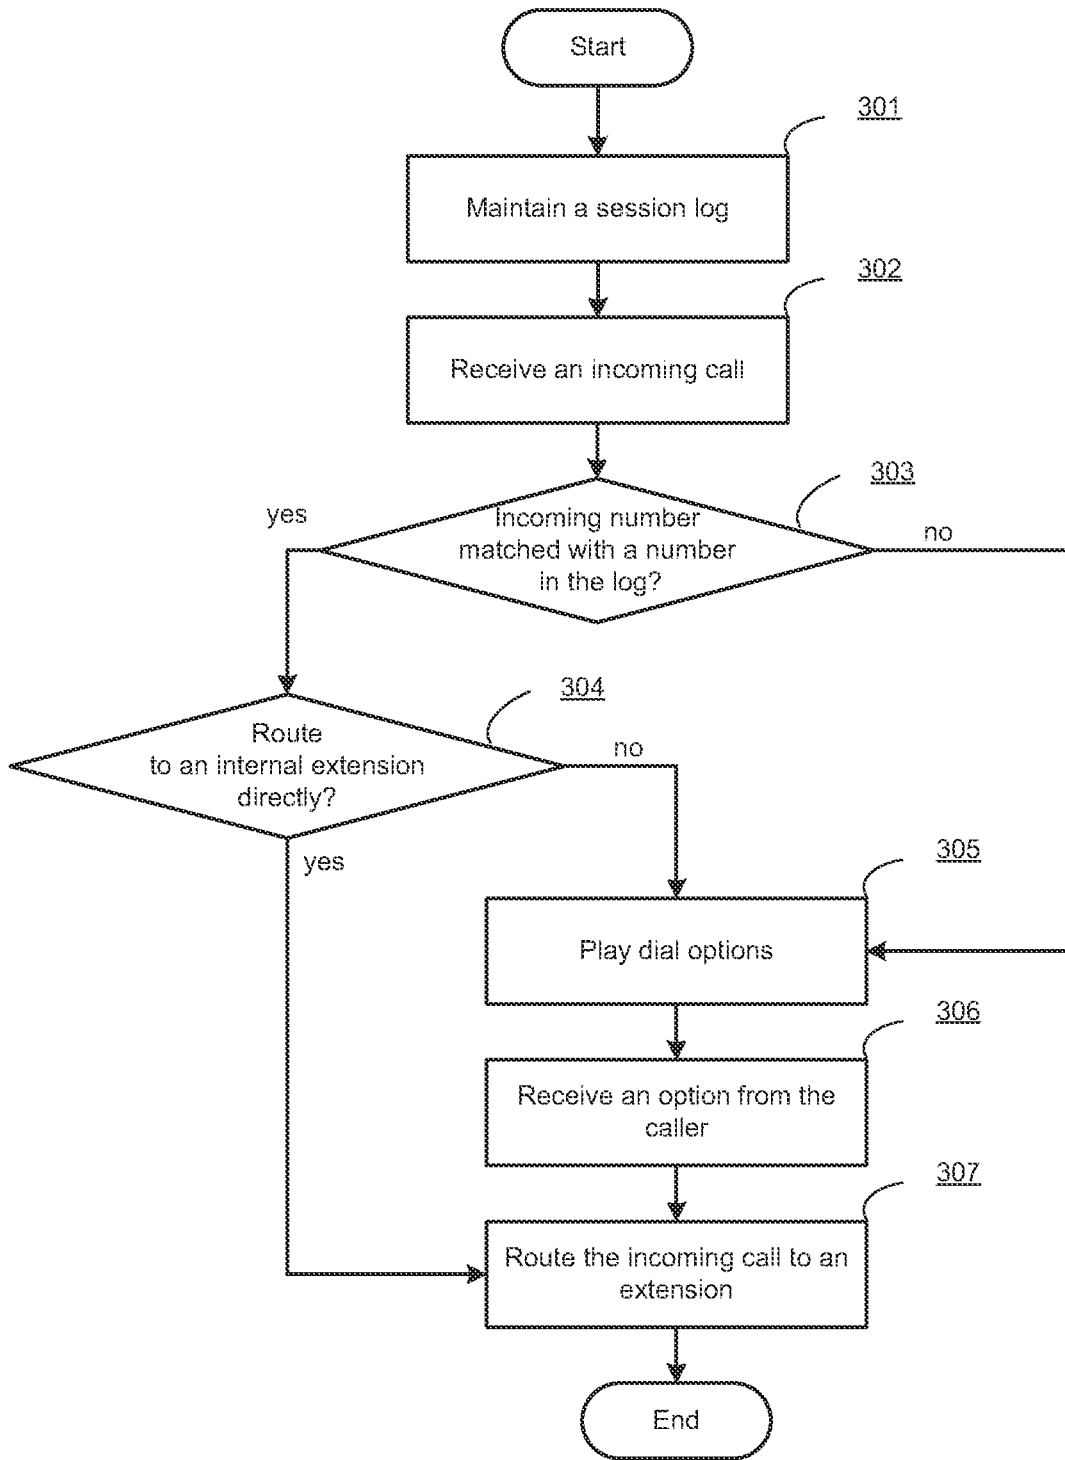 Start
301
Maintain a session log
302
Receive an incoming call
303
yes
Incoming number
matched with a number
in the log?
no
304
Route
to an internal extension
directly?
no
yes
305
Play dial options
306
Receive an option from the
caller
307
Route the incoming call to an
extension
End